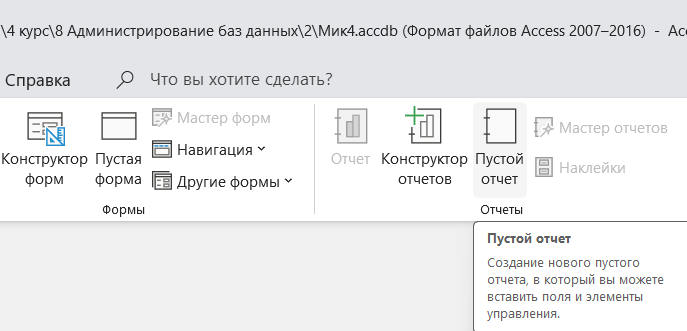 \4 курс\8 Администрирование баз данных\2\Мик4.accdb (Формат файлов Access 2007–2016) - Acc
Справка
Что вы хотите сделать?
Конструктор форм
Пустая форма
Мастер форм
Навигация
Другие формы
Формы
Отчет
Конструктор отчетов
Пустой отчет
Мастер отчетов
Наклейки
Отчеты
Пустой отчет
Создание нового пустого
отчета, в который вы можете
вставить поля и элементы
управления.